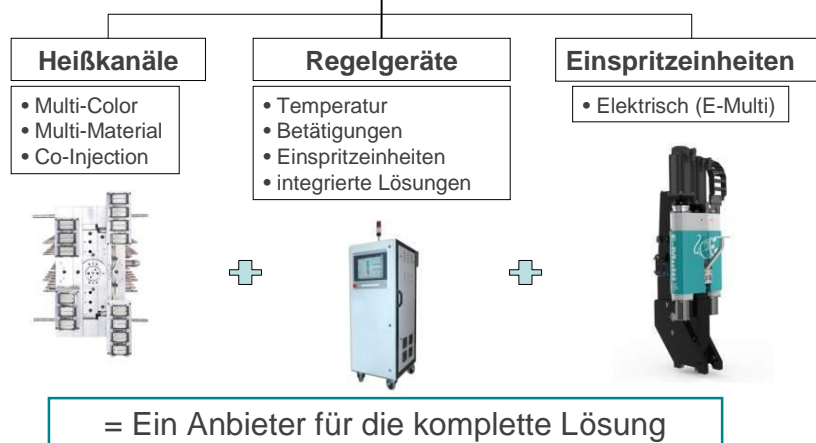 Heißkanäle
• Multi-Color
• Multi-Material
• Co-Injection
Regelgeräte
• Temperatur
• Betätigungen
• Einspritzeinheiten
• integrierte Lösungen
Einspritzeinheiten
• Elektrisch (E-Multi)
E-Multi
= Ein Anbieter für die komplette Lösung